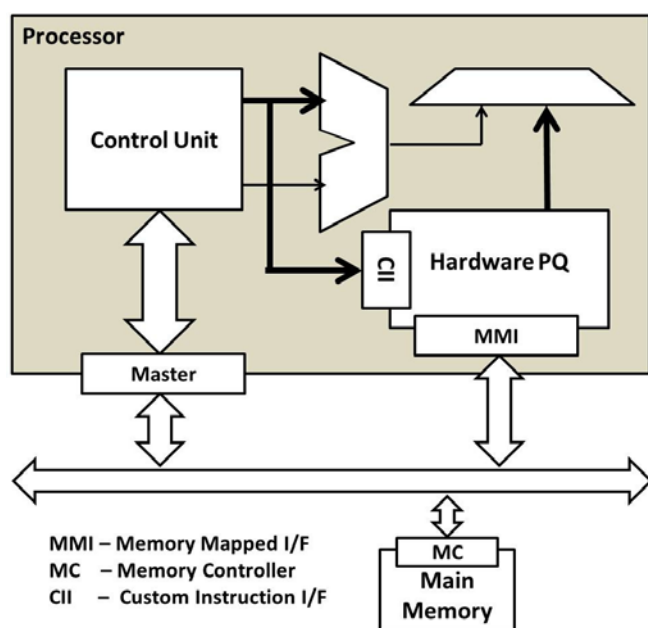 Processor
Control Unit
CII
Hardware PQ
MMI
Master
MMI – Memory Mapped I/F
MC – Memory Controller
CII – Custom Instruction I/F
MC
Main
Memory